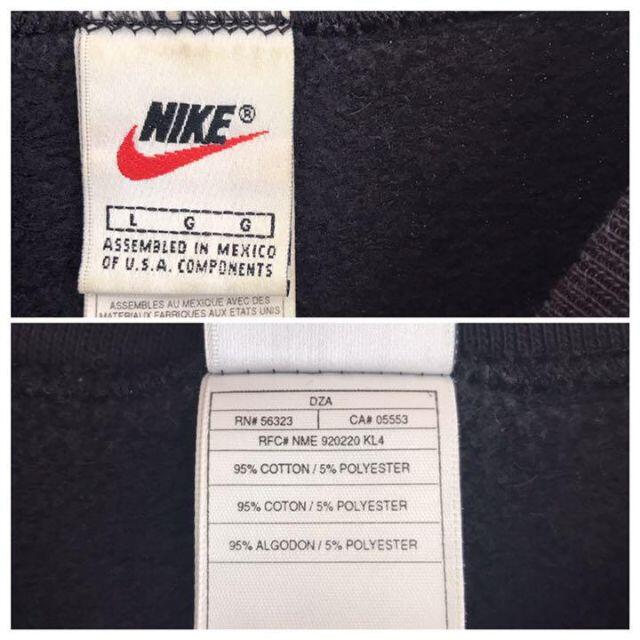 NIKE®
L G G
ASSEMBLED IN MEXICO
OF U.S.A. COMPONENTS
ASSEMBLES AU MEXIQUE AVEC DES
MATERIAUX FABRIQUES AUX ETATS UNIS
DZA
RN# 56323 CA# 05553
RFC# NME 920220 KL4
95% COTTON / 5% POLYESTER
95% COTON / 5% POLYESTER
95% ALGODON / 5% POLYESTER